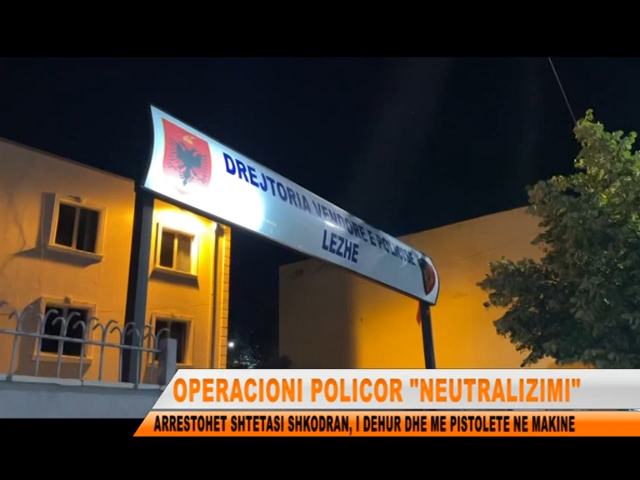 DREJTORIA VENDORE E POLICISË
LEZHE
OPERACIONI POLICOR "NEUTRALIZIMI"
ARRESTOHET SHTETASI SHKODRAN, I DEHUR DHE ME PISTOLETE NE MAKINE